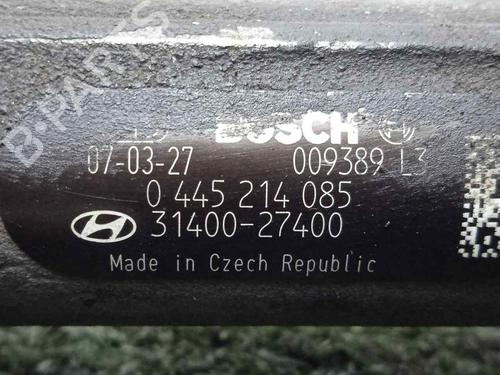 B-PARTS
BOSCH
07-03-27 009389 L3
0 445 214 085
31400-27400
Made in Czech Republic